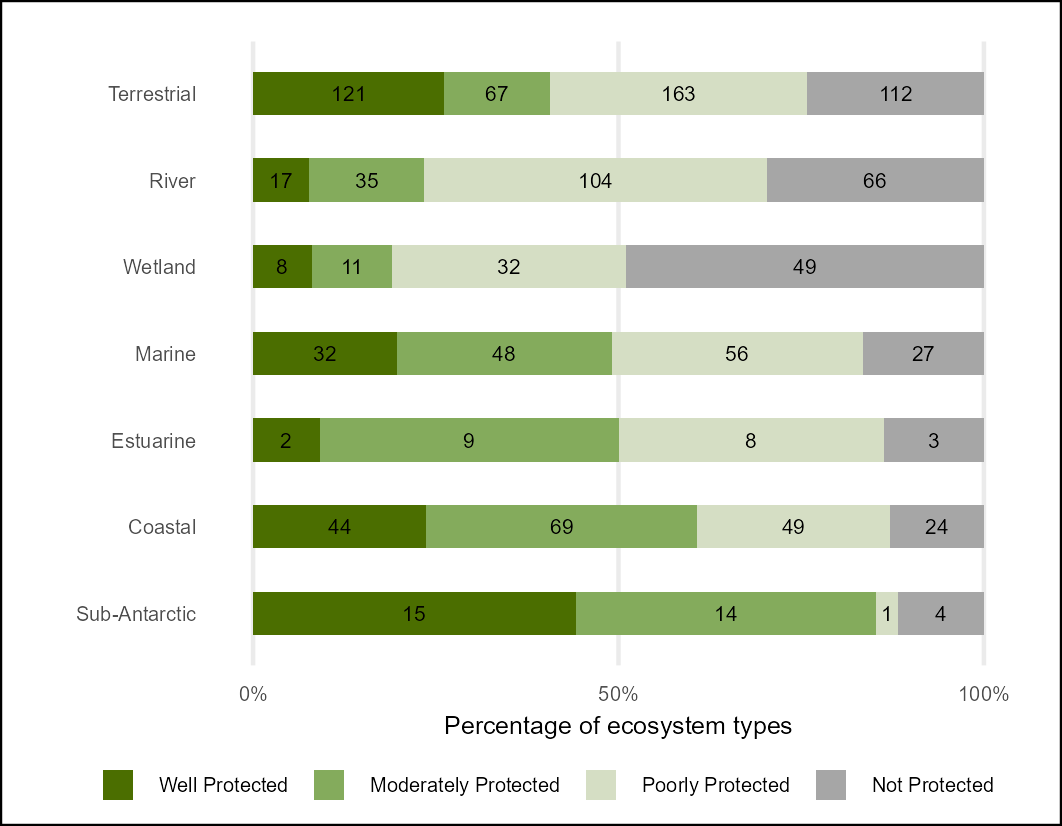 Terrestrial 121 67 163 112
River 17 35 104 66
Wetland 8 11 32 49
Marine 32 48 56 27
Estuarine 2 9 8 3
Coastal 44 69 49 24
Sub-Antarctic 15 14 1 4
0% 50% 100%
Percentage of ecosystem types
Well Protected Moderately Protected Poorly Protected Not Protected